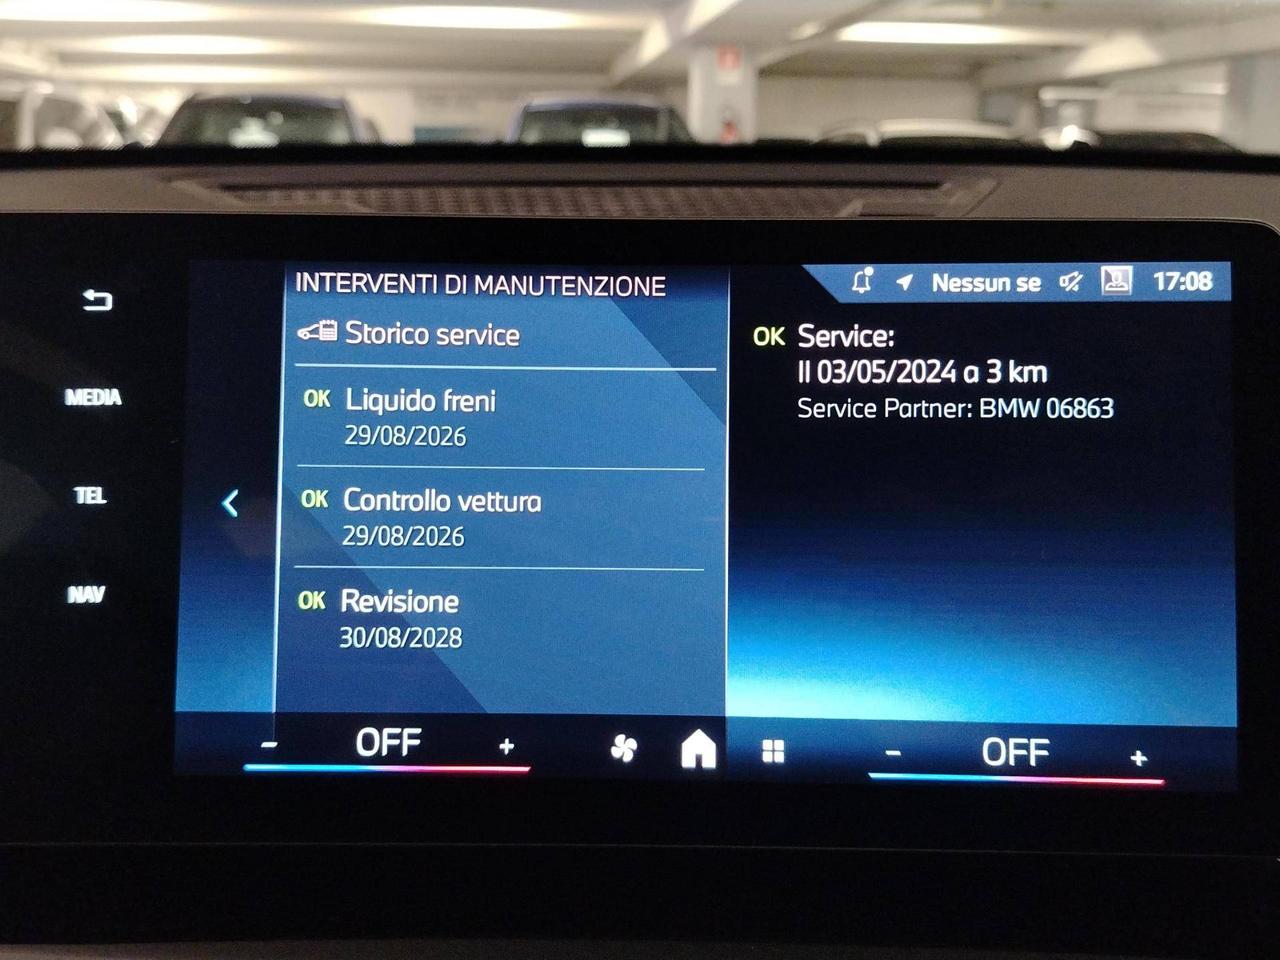 INTERVENTI DI MANUTENZIONE
Storico service
OK Liquido freni
29/08/2026
OK Controllo vettura
29/08/2026
OK Revisione
30/08/2028
MEDIA
TEL
NAV
Nessun se 17:08
OK Service:
Il 03/05/2024 a 3 km
Service Partner: BMW 06863
- OFF +
- OFF +